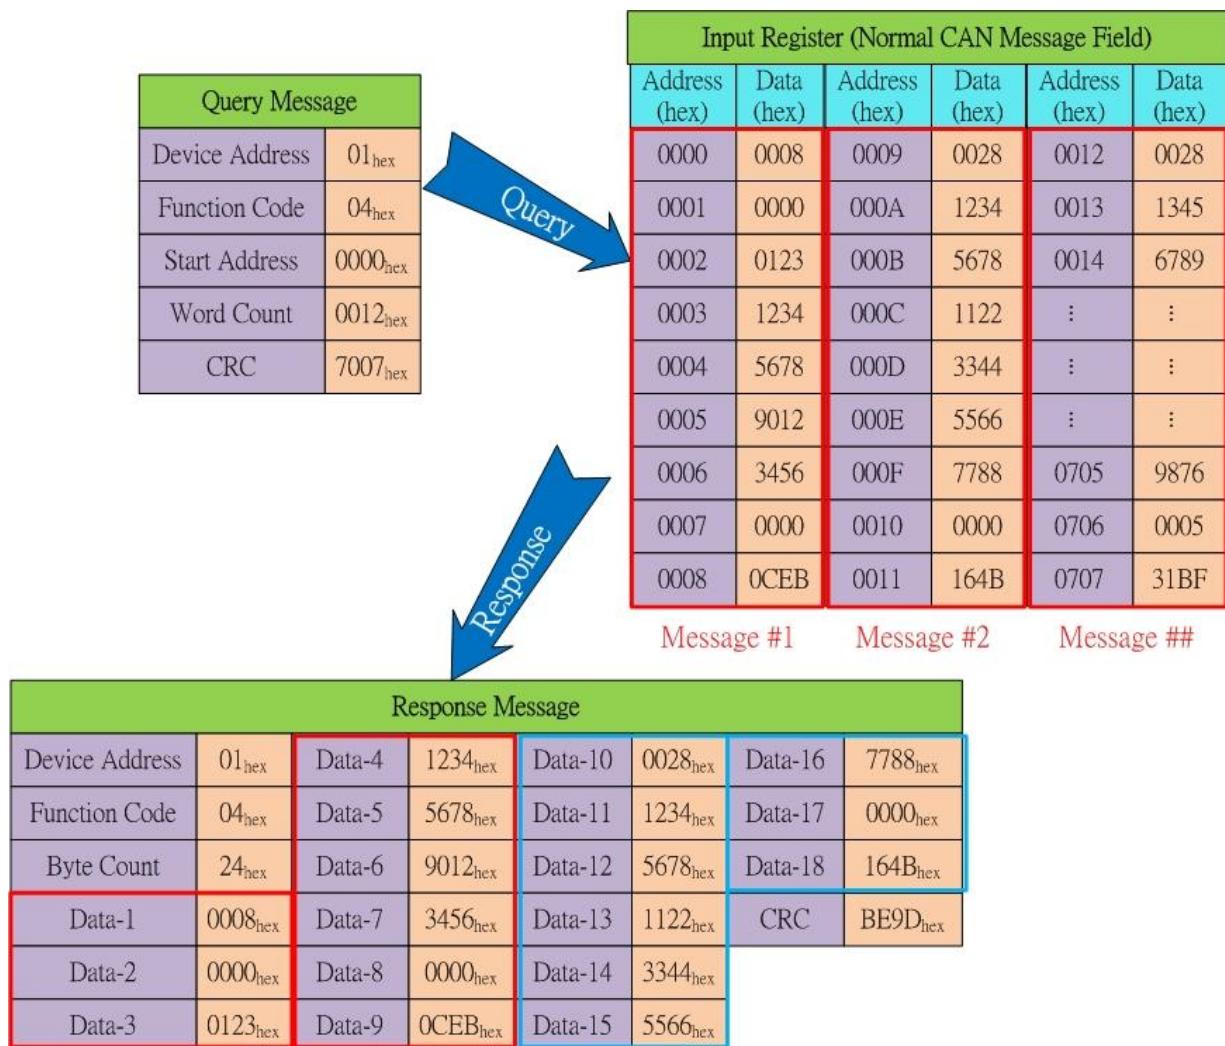 Input Register (Normal CAN Message Field)
Address (hex) Data (hex) Address (hex) Data (hex) Address (hex) Data (hex)
0000 0008 0009 0028 0012 0028
0001 0000 000A 1234 0013 1345
0002 0123 000B 5678 0014 6789
0003 1234 000C 1122 ⋮ ⋮
0004 5678 000D 3344 ⋮ ⋮
0005 9012 000E 5566 ⋮ ⋮
0006 3456 000F 7788 0705 9876
0007 0000 0010 0000 0706 0005
0008 0CEB 0011 164B 0707 31BF
Message #1 Message #2 Message ##
Query Message
Device Address 01hex
Function Code 04hex
Start Address 0000hex
Word Count 0012hex
CRC 7007hex
Query
Response
Response Message
Device Address 01hex Data-4 1234hex Data-10 0028hex Data-16 7788hex
Function Code 04hex Data-5 5678hex Data-11 1234hex Data-17 0000hex
Byte Count 24hex Data-6 9012hex Data-12 5678hex Data-18 164Bhex
Data-1 0008hex Data-7 3456hex Data-13 1122hex CRC BE9Dhex
Data-2 0000hex Data-8 0000hex Data-14 3344hex
Data-3 0123hex Data-9 0CEBhex Data-15 5566hex